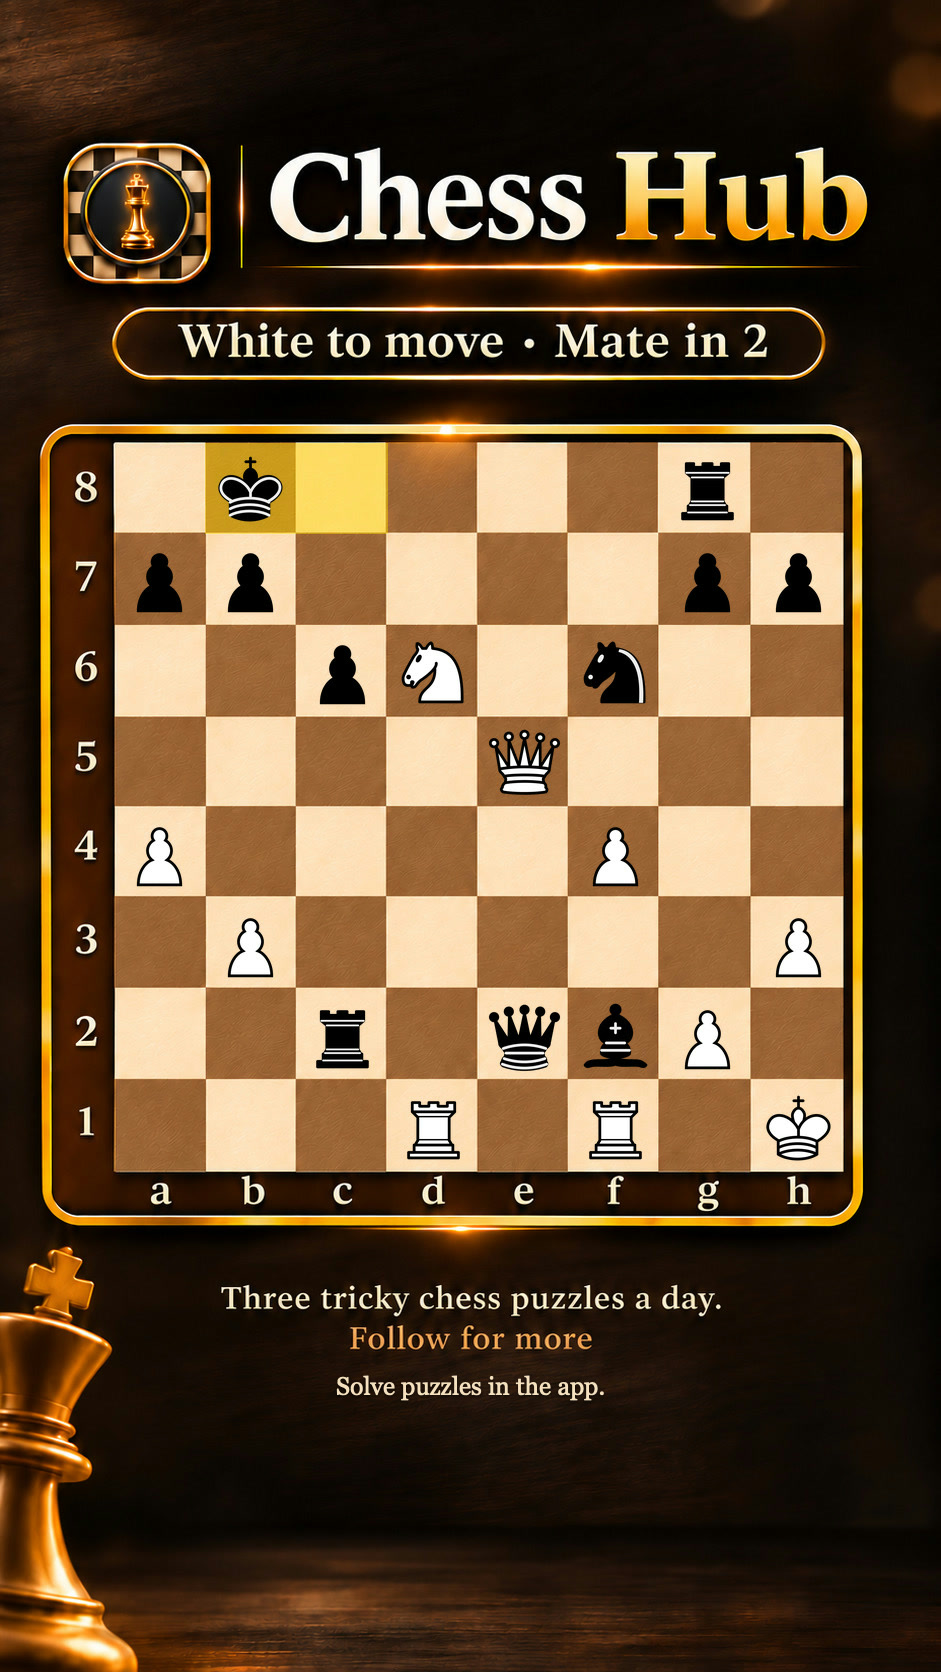 Chess Hub
White to move • Mate in 2
8
7
6
5
4
3
2
1
a b c d e f g h
Three tricky chess puzzles a day.
Follow for more
Solve puzzles in the app.